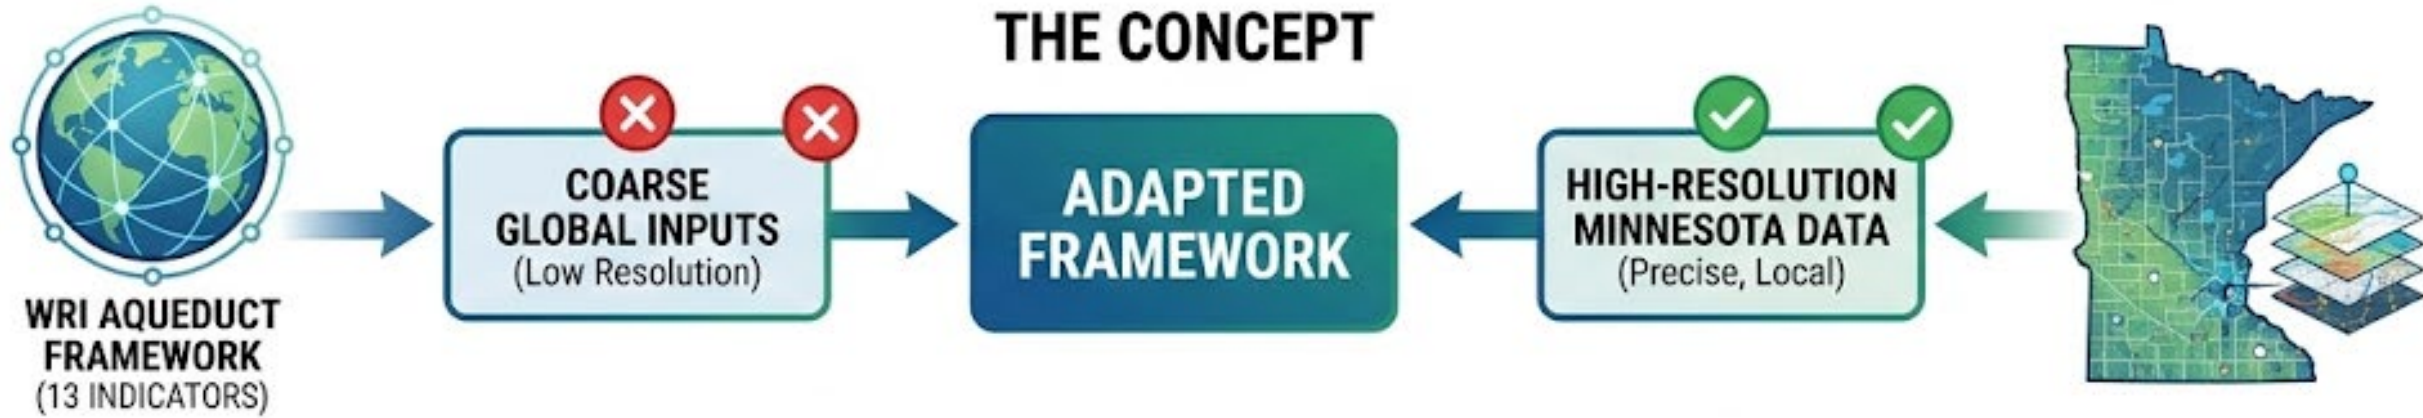 THE CONCEPT
WRI AQUEDUCT
FRAMEWORK
(13 INDICATORS)
COARSE
GLOBAL INPUTS
(Low Resolution)
ADAPTED
FRAMEWORK
HIGH-RESOLUTION
MINNESOTA DATA
(Precise, Local)